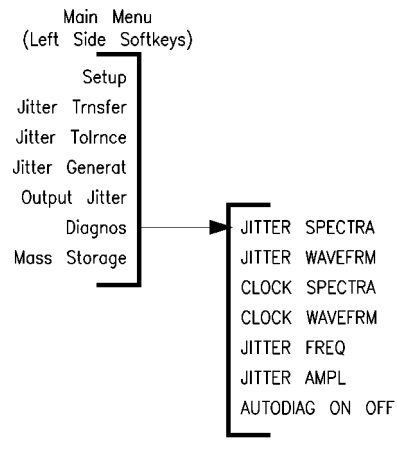 Main Menu
(Left Side Softkeys)
Setup
Jitter Trnsfer
Jitter Tolrnce
Jitter Generat
Output Jitter
Diagnos
Mass Storage
JITTER SPECTRA
JITTER WAVEFRM
CLOCK SPECTRA
CLOCK WAVEFRM
JITTER FREQ
JITTER AMPL
AUTODIAG ON OFF